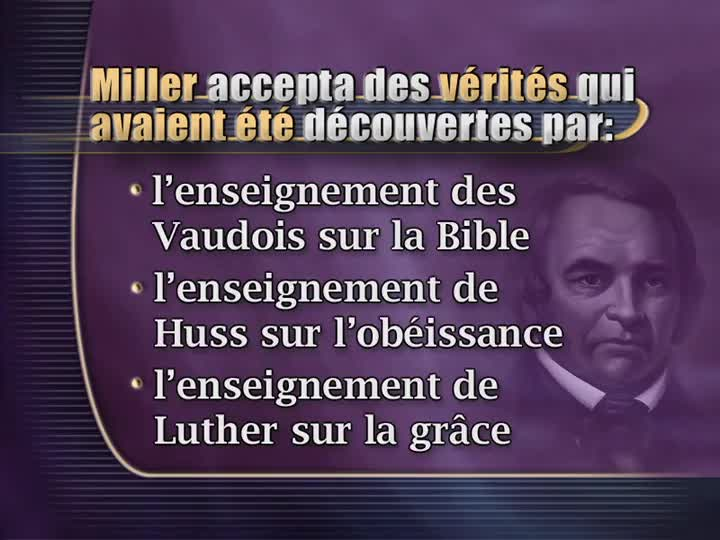 Miller accepta des vérités qui
avaient été découvertes par:
• l’enseignement des
Vaudois sur la Bible
• l’enseignement de
Huss sur l’obéissance
• l’enseignement de
Luther sur la grâce